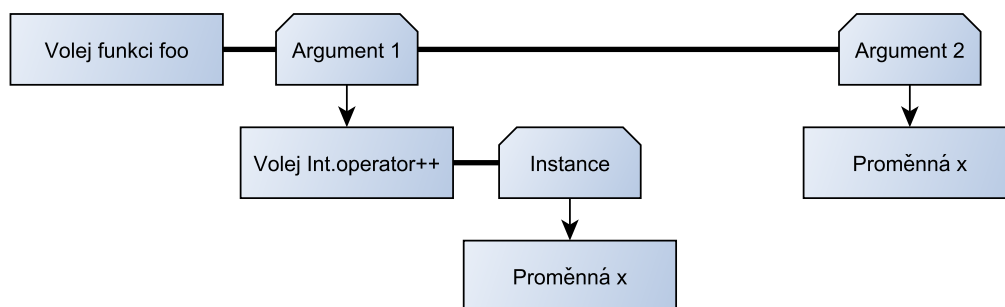 Volej funkci foo
Argument 1
Argument 2
Volej Int.operator++
Instance
Proměnná x
Proměnná x